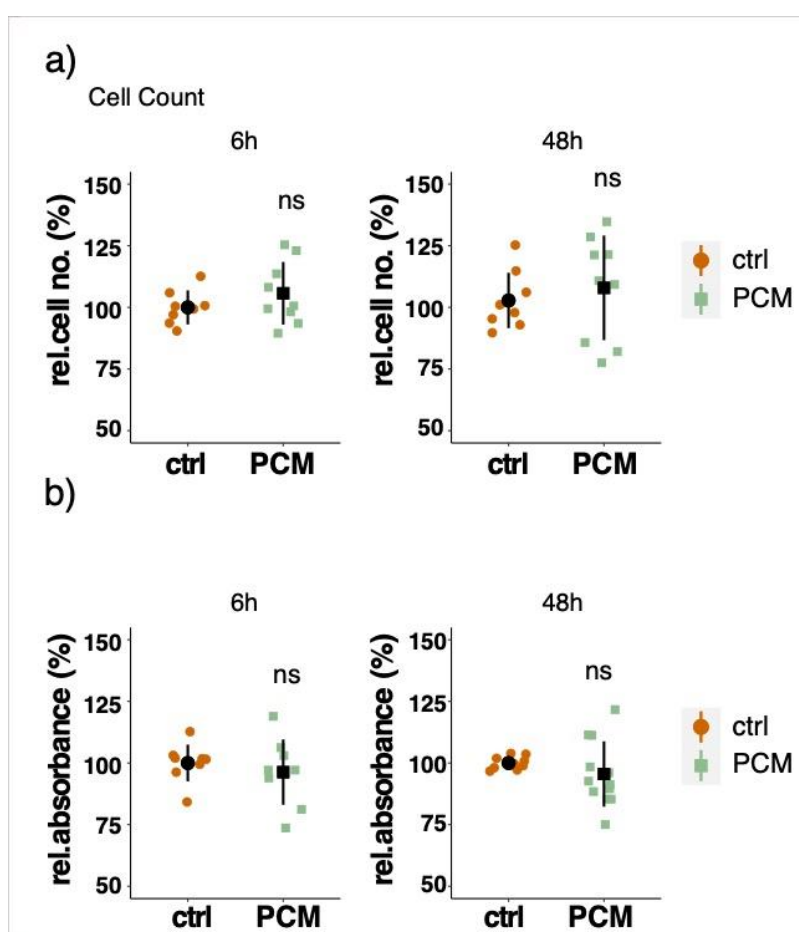 a)
Cell Count
6h
48h
rel.cell no. (%)
150
125
100
75
50
ns
ctrl
PCM
rel.cell no. (%)
150
125
100
75
50
ns
ctrl
PCM
ctrl
PCM
b)
6h
48h
rel.absorbance (%)
150
125
100
75
50
ns
ctrl
PCM
rel.absorbance (%)
150
125
100
75
50
ns
ctrl
PCM
ctrl
PCM